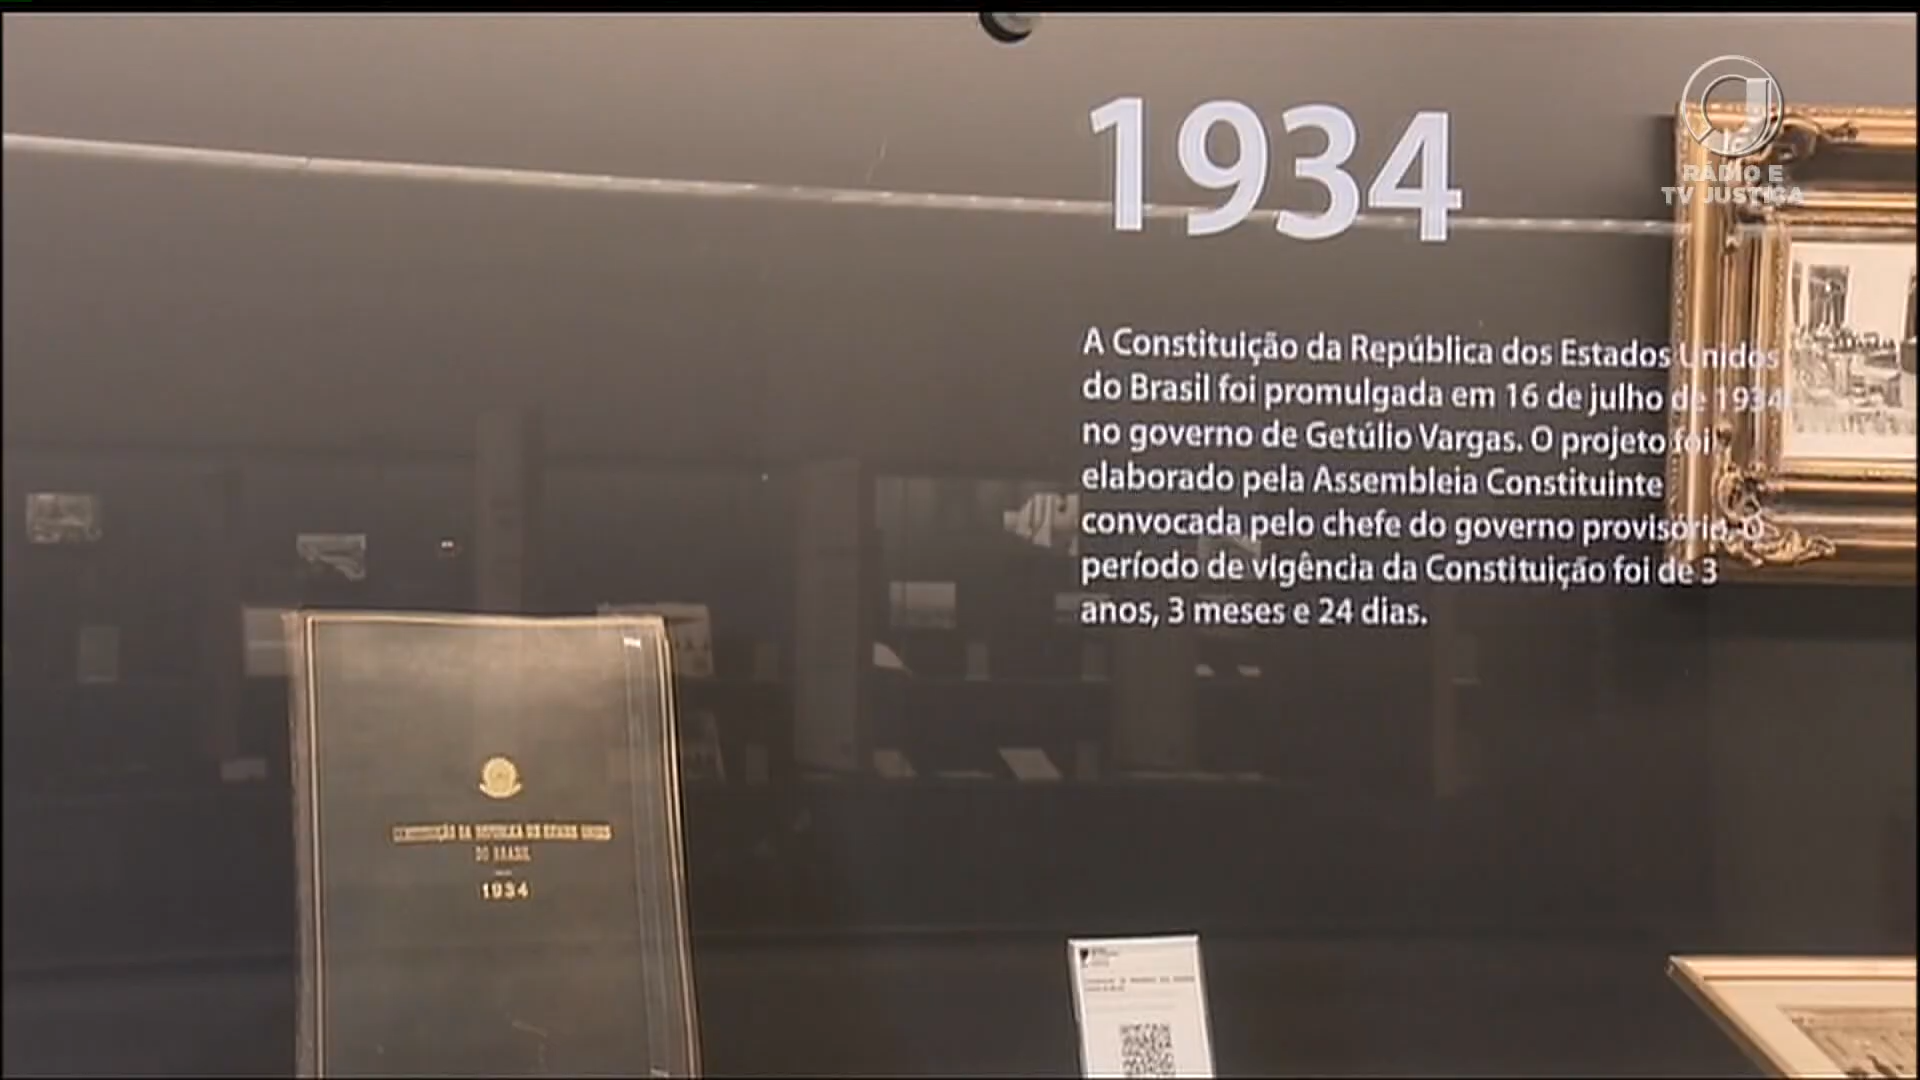 1934
RÁDIO E
TV JUSTIÇA
A Constituição da República dos Estados Unidos
do Brasil foi promulgada em 16 de julho de 1934
no governo de Getúlio Vargas. O projeto foi
elaborado pela Assembleia Constituinte
convocada pelo chefe do governo provisório. O
período de vigência da Constituição foi de 3
anos, 3 meses e 24 dias.
DO BRASIL
1934